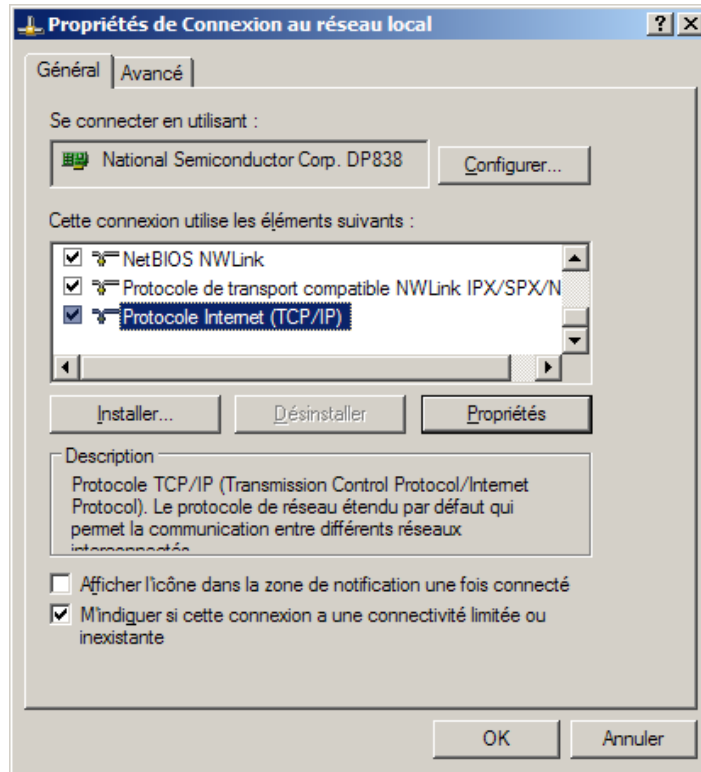 Propriétés de Connexion au réseau local
Général
Avancé
Se connecter en utilisant :
National Semiconductor Corp. DP838
Configurer...
Cette connexion utilise les éléments suivants :
NetBIOS NWLink
Protocole de transport compatible NWLink IPX/SPX/N
Protocole Internet (TCP/IP)
Installer...
Désinstaller
Propriétés
Description
Protocole TCP/IP (Transmission Control Protocol/Internet
Protocol). Le protocole de réseau étendu par défaut qui
permet la communication entre différents réseaux
interconnectés.
Afficher l'icône dans la zone de notification une fois connecté
M'indiquer si cette connexion a une connectivité limitée ou
inexistante
OK
Annuler